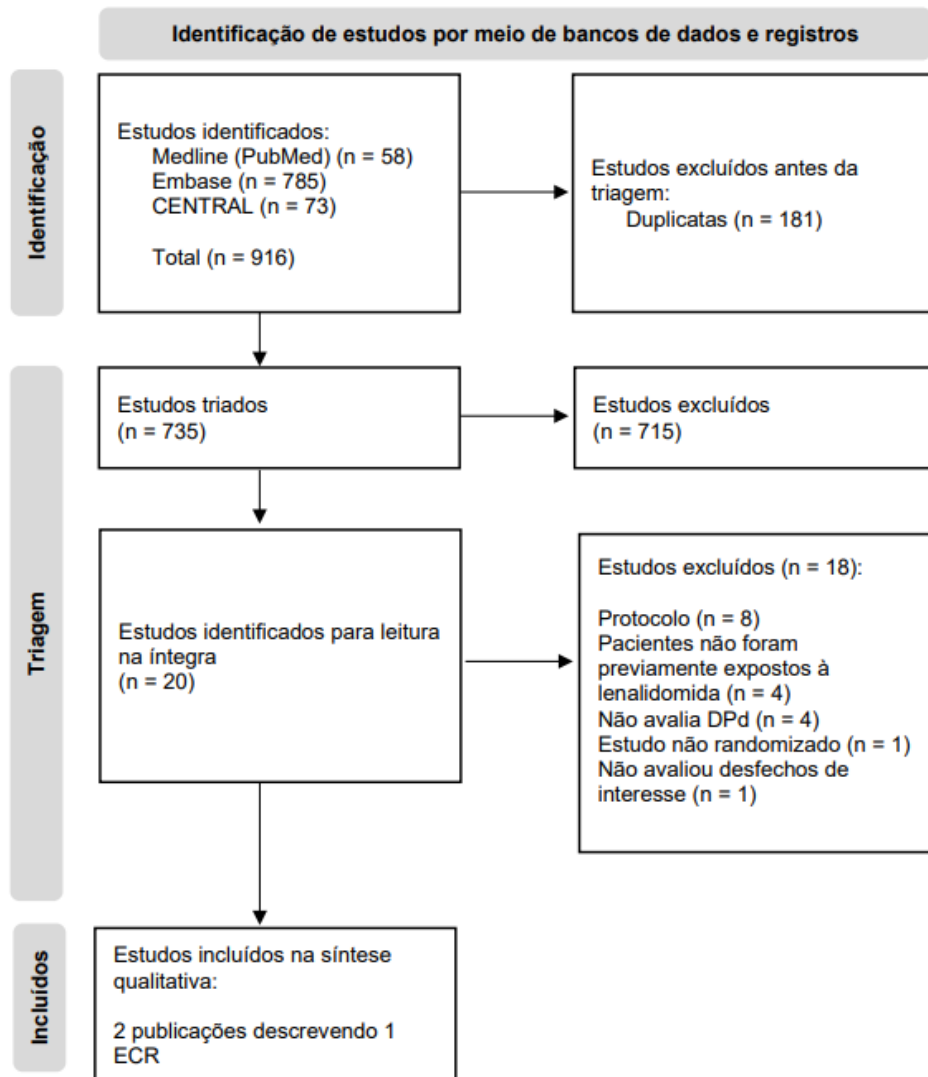 Identificação de estudos por meio de bancos de dados e registros
Identificação
Estudos identificados:
Medline (PubMed) (n = 58)
Embase (n = 785)
CENTRAL (n = 73)
Total (n = 916)
Estudos excluídos antes da
triagem:
Duplicatas (n = 181)
Triagem
Estudos triados
(n = 735)
Estudos excluídos
(n = 715)
Estudos identificados para leitura
na íntegra
(n = 20)
Estudos excluídos (n = 18):
Protocolo (n = 8)
Pacientes não foram
previamente expostos à
lenalidomida (n = 4)
Não avalia DPd (n = 4)
Estudo não randomizado (n = 1)
Não avaliou desfechos de
interesse (n = 1)
Incluídos
Estudos incluídos na síntese
qualitativa:
2 publicações descrevendo 1
ECR